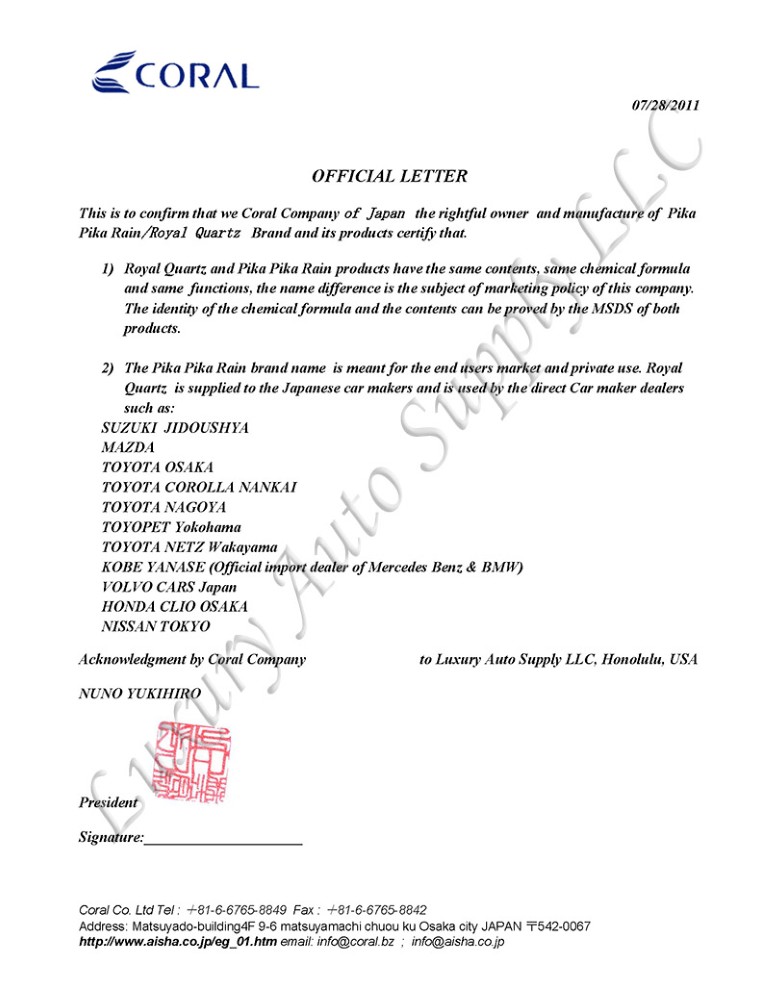 CORAL
07/28/2011
OFFICIAL LETTER
This is to confirm that we Coral Company of Japan the rightful owner and manufacture of Pika
Pika Rain/Royal Quartz Brand and its products certify that.
1) Royal Quartz and Pika Pika Rain products have the same contents, same chemical formula
and same functions, the name difference is the subject of marketing policy of this company.
The identity of the chemical formula and the contents can be proved by the MSDS of both
products.
2) The Pika Pika Rain brand name is meant for the end users market and private use. Royal
Quartz is supplied to the Japanese car makers and is used by the direct Car maker dealers
such as:
SUZUKI JIDOUSHYA
MAZDA
TOYOTA OSAKA
TOYOTA COROLLA NANKAI
TOYOTA NAGOYA
TOYOPET Yokohama
TOYOTA NETZ Wakayama
KOBE YANASE (Official import dealer of Mercedes Benz & BMW)
VOLVO CARS Japan
HONDA CLIO OSAKA
NISSAN TOKYO
Acknowledgment by Coral Company to Luxury Auto Supply LLC, Honolulu, USA
NUNO YUKIHIRO
President
Signature:______________________
Coral Co. Ltd Tel : +81-6-6765-8849 Fax : +81-6-6765-8842
Address: Matsuyado-building4F 9-6 matsuyamachi chuou ku Osaka city JAPAN 〒542-0067
http://www.aisha.co.jp/eg_01.htm email: info@coral.bz ; info@aisha.co.jp
Luxury Auto Supply LLC